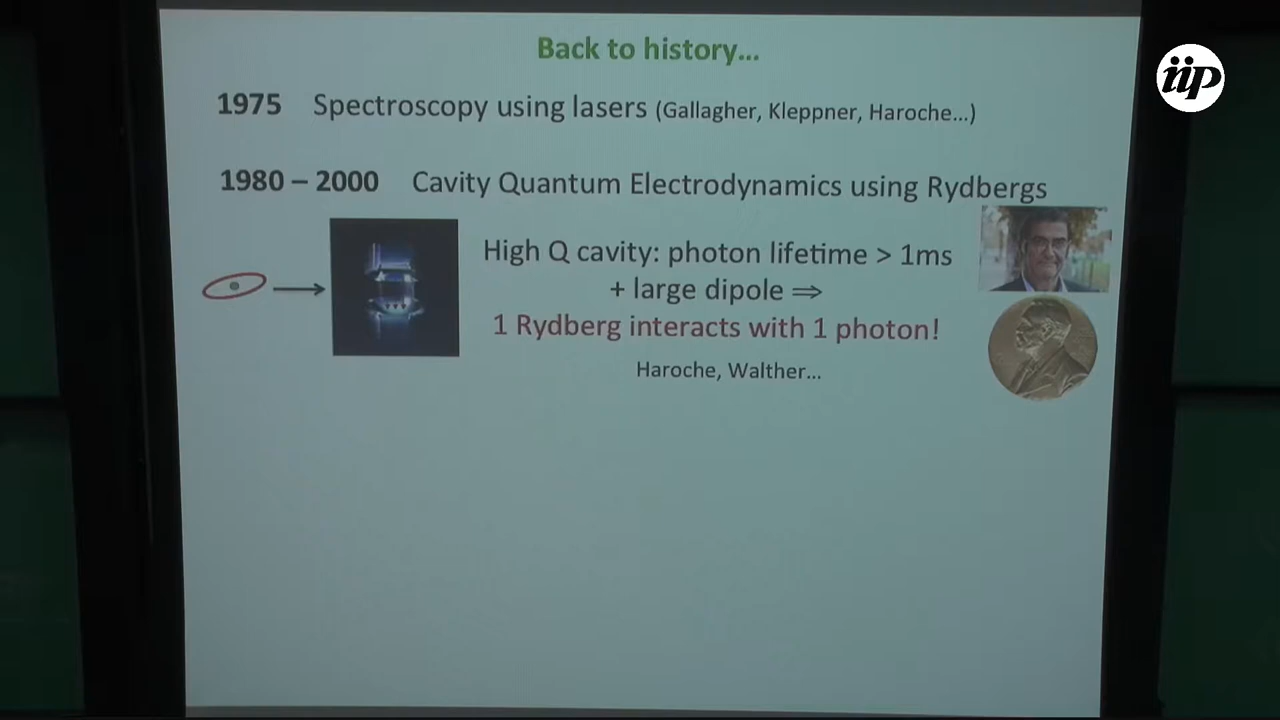 Back to history...
iip
1975 Spectroscopy using lasers (Gallagher, Kleppner, Haroche...)
1980 – 2000 Cavity Quantum Electrodynamics using Rydbergs
High Q cavity: photon lifetime > 1ms
+ large dipole ⇒
1 Rydberg interacts with 1 photon!
Haroche, Walther...